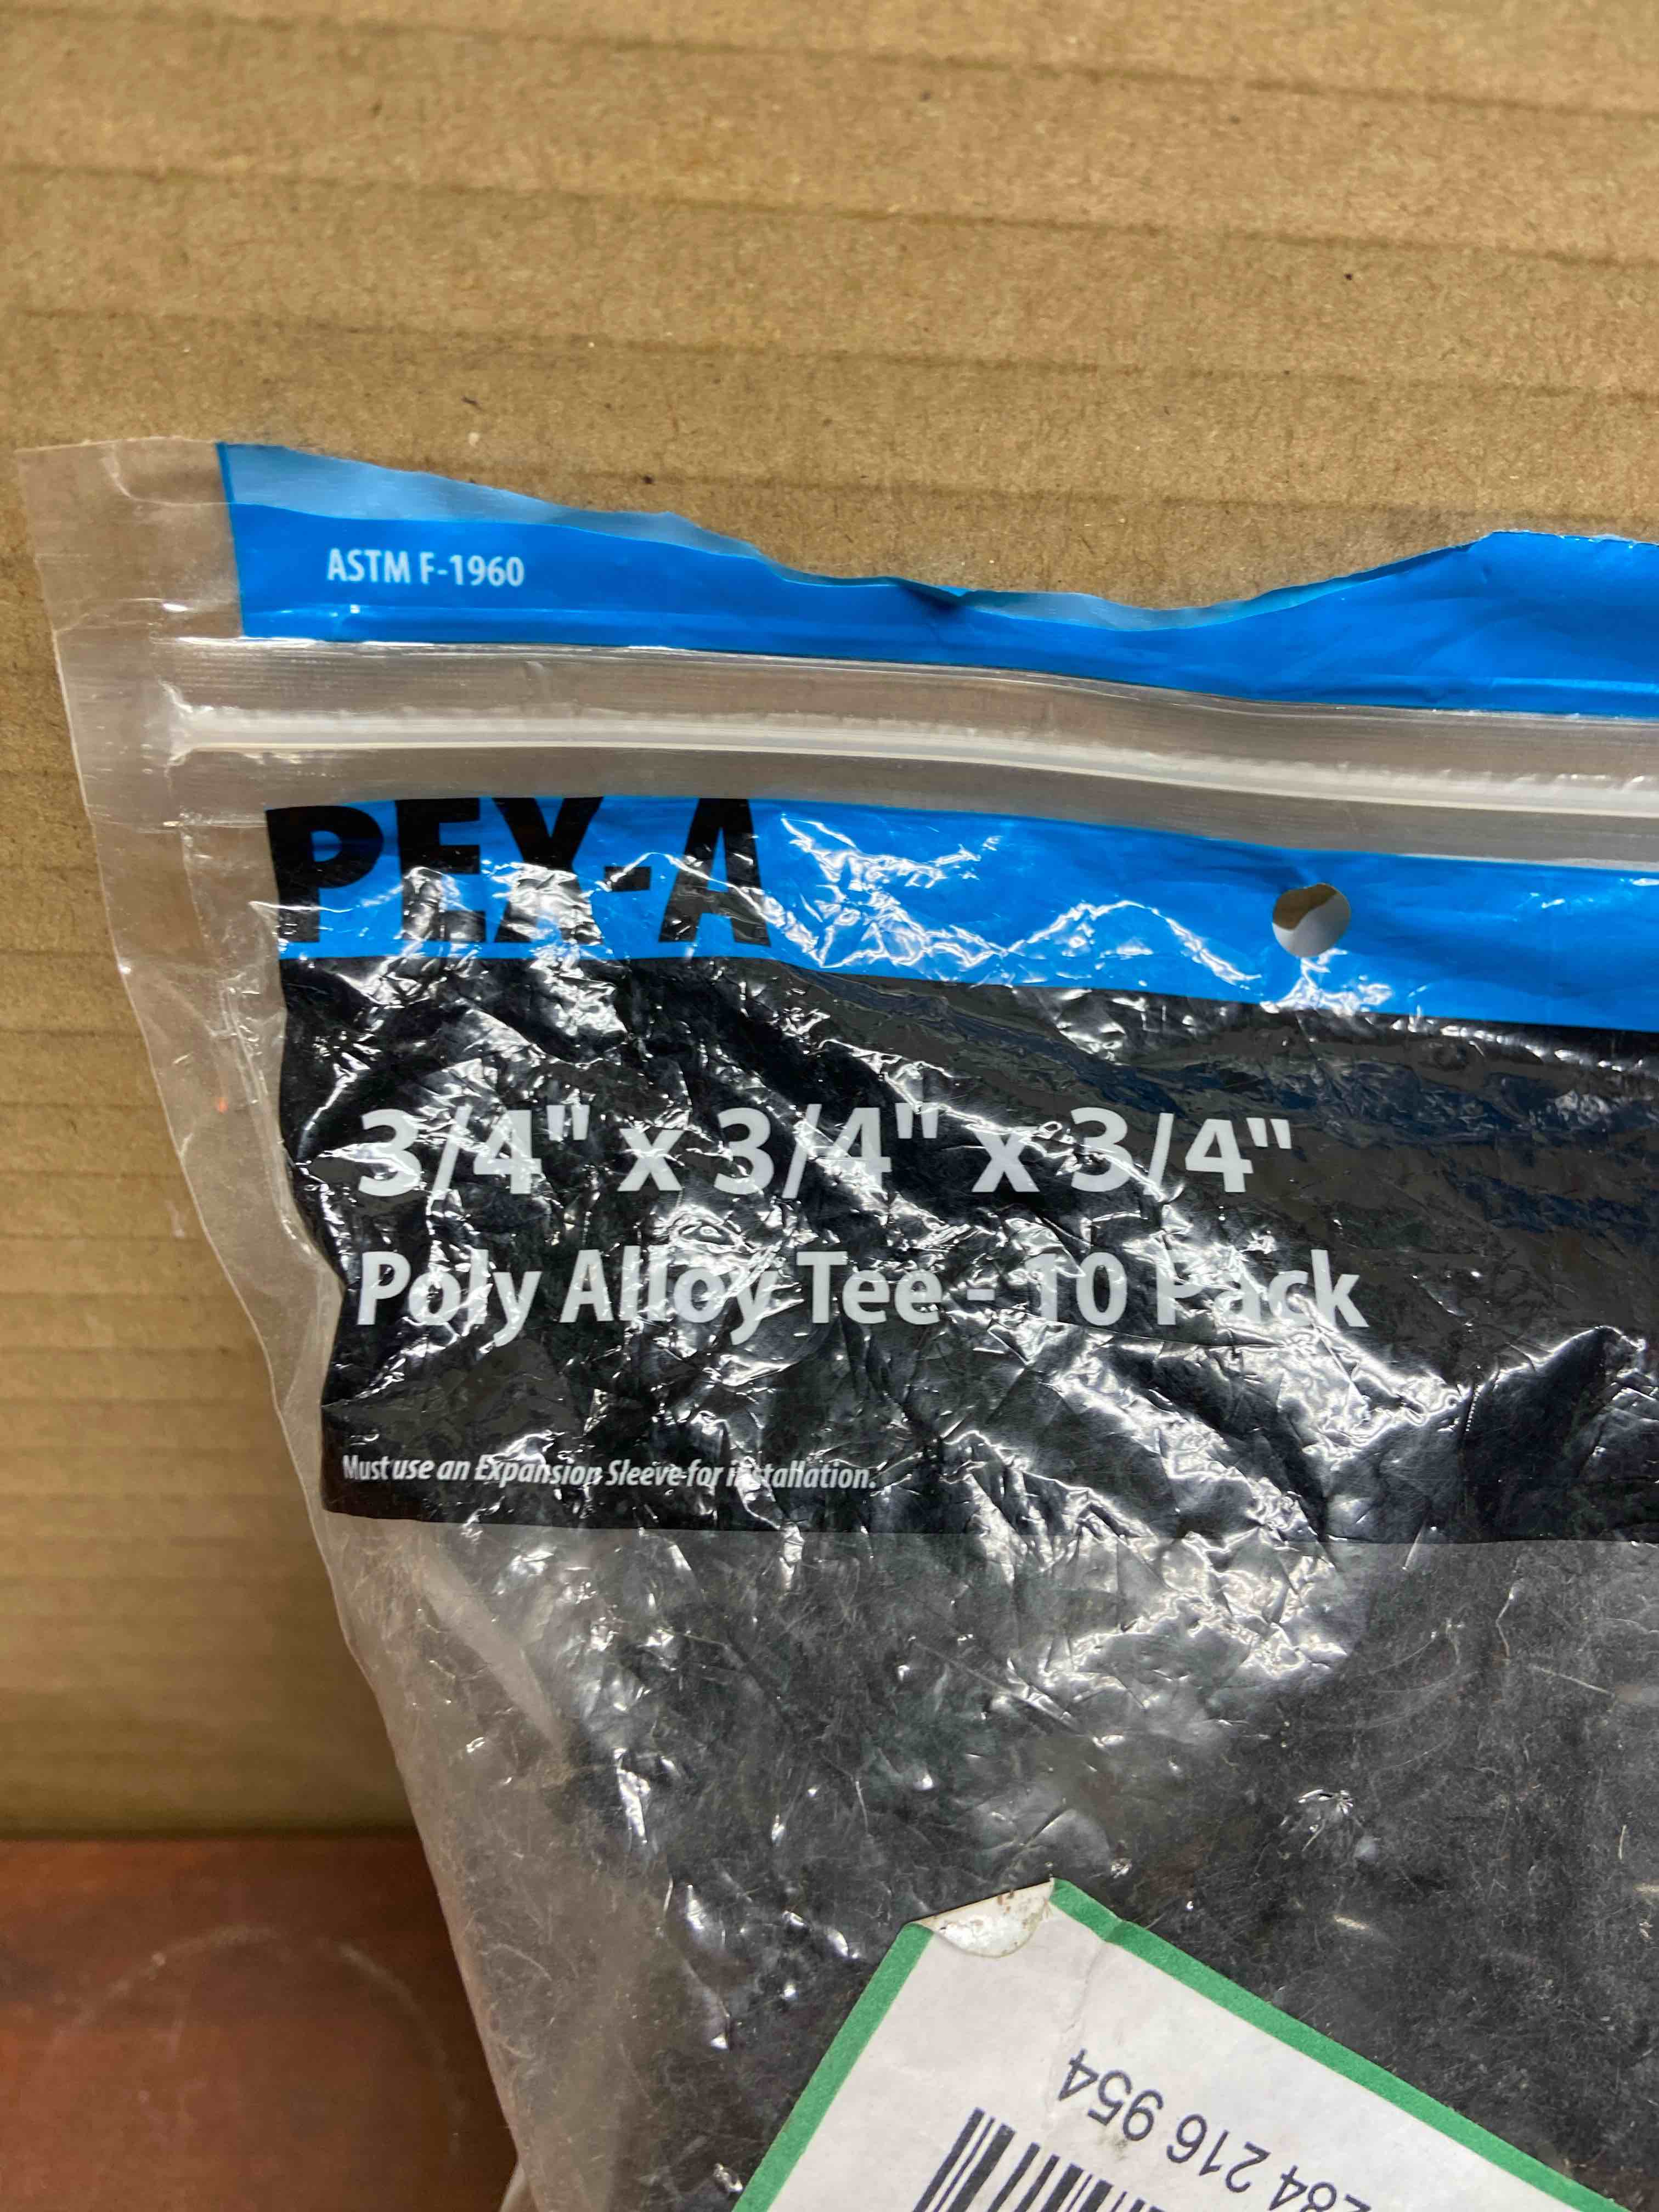 ASTM F-1960
PEX-A
3/4" x 3/4" x 3/4"
Poly Alloy Tee - 10 Pack
Must use an Expansion Sleeve for installation.
216 954